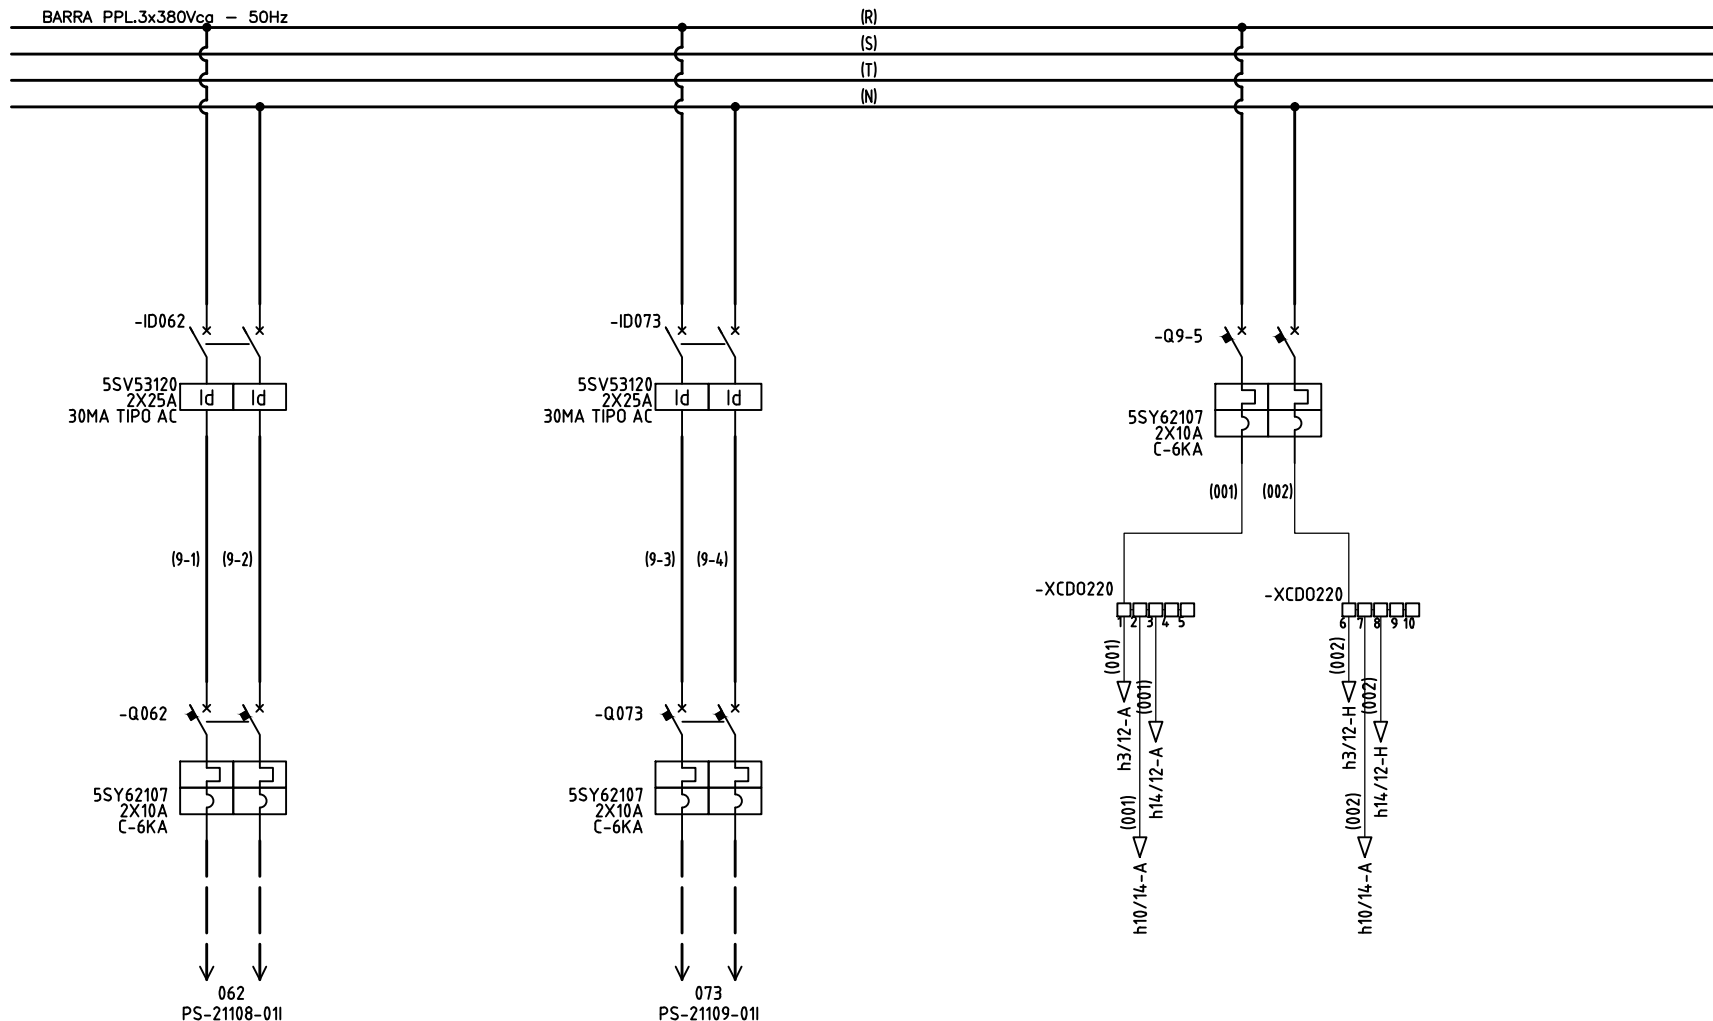 BARRA PPL.3x380Vca - 50Hz
(R)
(S)
(T)
(N)
-ID062
5SV53120
2X25A
30MA TIPO AC
Id Id
-ID073
5SV53120
2X25A
30MA TIPO AC
Id Id
-Q9-5
5SY62107
2X10A
C-6KA
(001) (002)
(9-1) (9-2)
(9-3) (9-4)
-XCDO220
1 2 3 4 5
-XCDO220
6 7 8 9 10
(001)
h3/12-A
(001)
h14/12-A
(001)
h10/14-A
(002)
h3/12-H
(002)
h14/12-H
(002)
h10/14-A
-Q062
5SY62107
2X10A
C-6KA
-Q073
5SY62107
2X10A
C-6KA
062
PS-21108-01I
073
PS-21109-01I